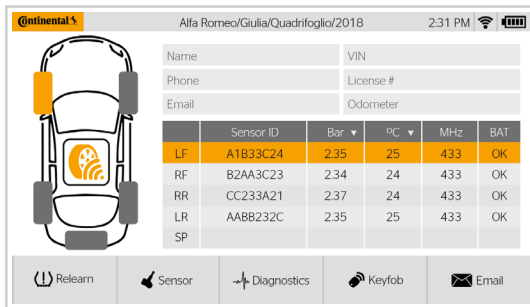 Continental Alfa Romeo/Giulia/Quadrifoglio/2018 2:31 PM
Name VIN
Phone License #
Email Odometer
Sensor ID Bar ▼ ºC ▼ MHz BAT
LF A1B33C24 2.35 25 433 OK
RF B2AA3C23 2.34 24 433 OK
RR CC233A21 2.37 24 433 OK
LR AABB232C 2.35 25 433 OK
SP
(!) Relearn Sensor Diagnostics Keyfob Email